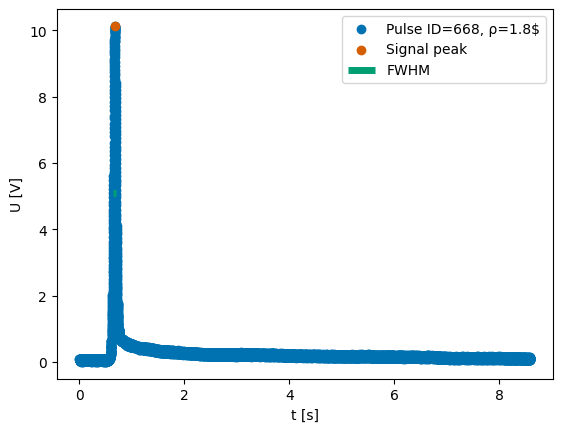 Pulse ID=668, ρ=1.8$
Signal peak
FWHM
10
8
6
4
2
0
U [V]
0 2 4 6 8
t [s]